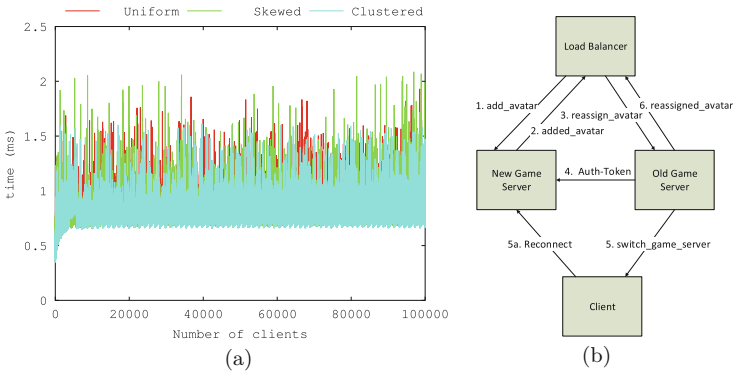 Uniform Skewed Clustered
2.5
2
1.5
1
0.5
0
time (ms)
0 20000 40000 60000 80000 100000
Number of clients
(a)
Load Balancer
1. add_avatar
6. reassigned_avatar
3. reassign_avatar
2. added_avatar
New Game
Server
4. Auth-Token
Old Game
Server
5a. Reconnect
5. switch_game_server
Client
(b)